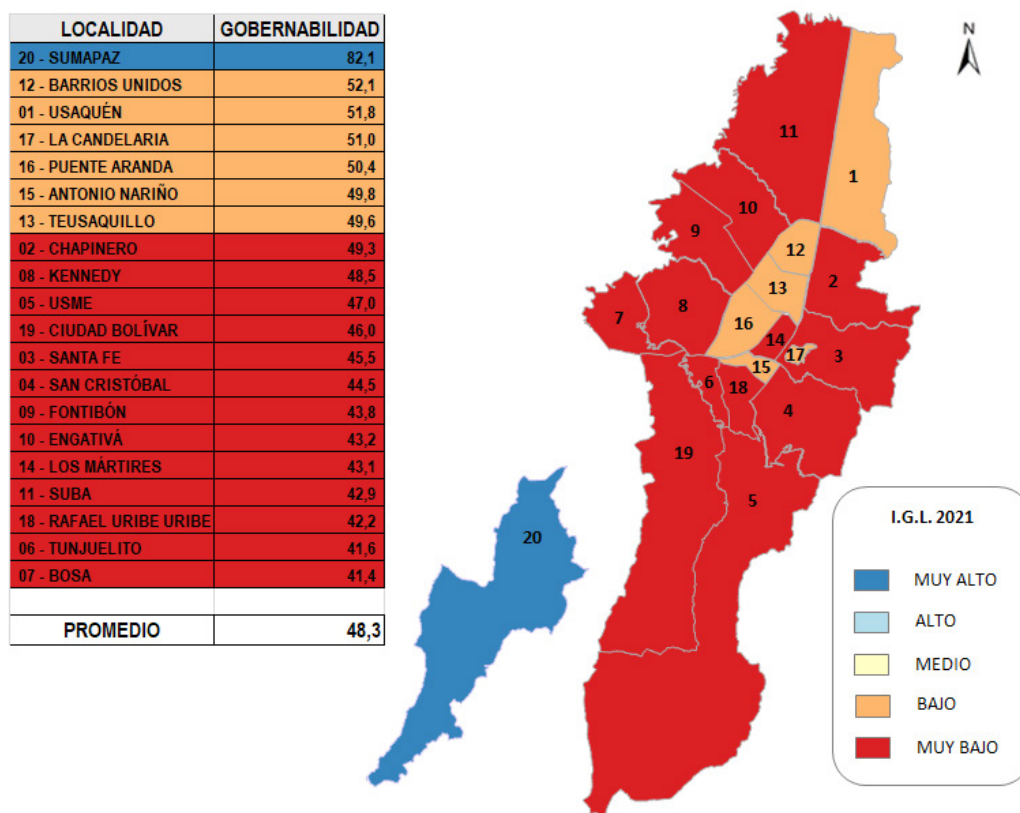 LOCALIDAD GOBERNABILIDAD
20 - SUMAPAZ 82,1
12 - BARRIOS UNIDOS 52,1
01 - USAQUÉN 51,8
17 - LA CANDELARIA 51,0
16 - PUENTE ARANDA 50,4
15 - ANTONIO NARIÑO 49,8
13 - TEUSAQUILLO 49,6
02 - CHAPINERO 49,3
08 - KENNEDY 48,5
05 - USME 47,0
19 - CIUDAD BOLÍVAR 46,0
03 - SANTA FE 45,5
04 - SAN CRISTÓBAL 44,5
09 - FONTIBÓN 43,8
10 - ENGATIVÁ 43,2
14 - LOS MÁRTIRES 43,1
11 - SUBA 42,9
18 - RAFAEL URIBE URIBE 42,2
06 - TUNJUELITO 41,6
07 - BOSA 41,4
PROMEDIO 48,3
N
11
1
10
9
12
13
2
8
7
16
14
17
3
15
6
18
4
19
5
20
I.G.L. 2021
MUY ALTO
ALTO
MEDIO
BAJO
MUY BAJO